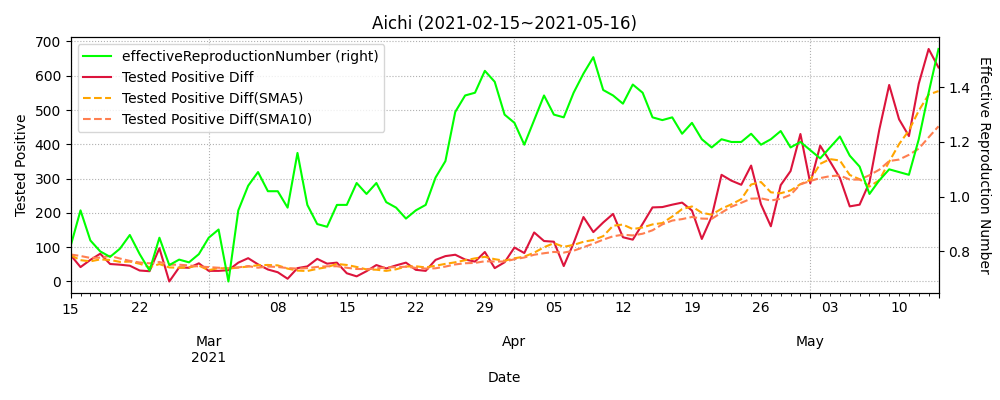 Aichi (2021-02-15~2021-05-16)
effectiveReproductionNumber (right)
Tested Positive Diff
Tested Positive Diff(SMA5)
Tested Positive Diff(SMA10)
Tested Positive
700
600
500
400
300
200
100
0
Effective Reproduction Number
1.4
1.2
1.0
0.8
15 22 08 15 22 29 05 12 19 26 03 10
Mar Apr May
2021
Date